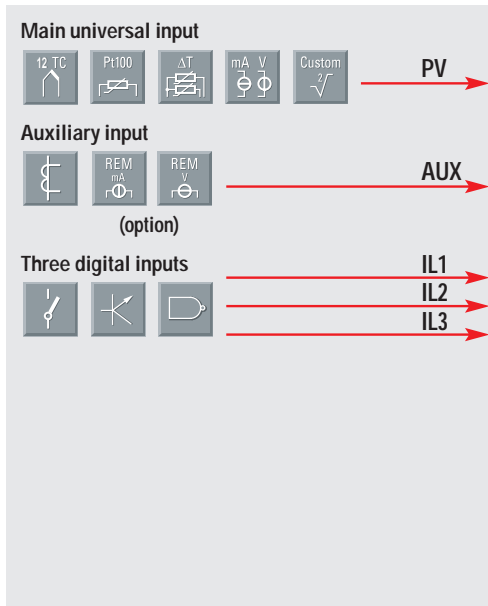 Main universal input
12 TC
Pt100
ΔT
mA V
Custom
2/
PV
Auxiliary input
REM
mA
REM
V
AUX
(option)
Three digital inputs
IL1
IL2
IL3